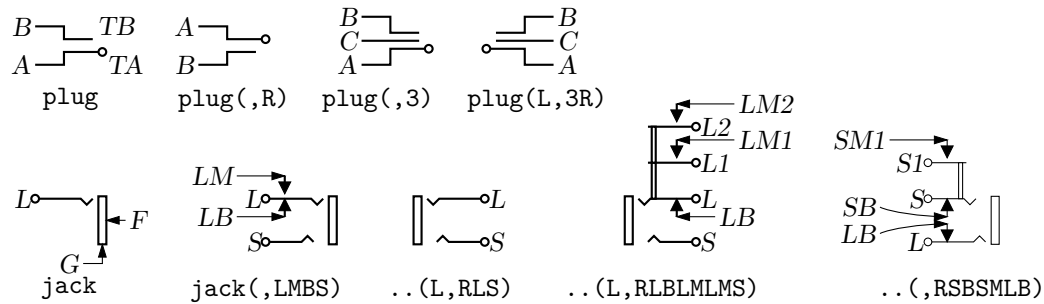 B TB
A TA
plug
A
B
plug(,R)
B
C
A
plug(,3)
B
C
A
plug(L,3R)
L
F
G
jack
LM
L
LB
S
jack(,LMBS)
L
S
..(L,RLS)
LM2
L2
LM1
L1
L
LB
S
..(L,RLBLMLMS)
SM1
S1
S
SB
LB
L
..(,RSBSMLB)